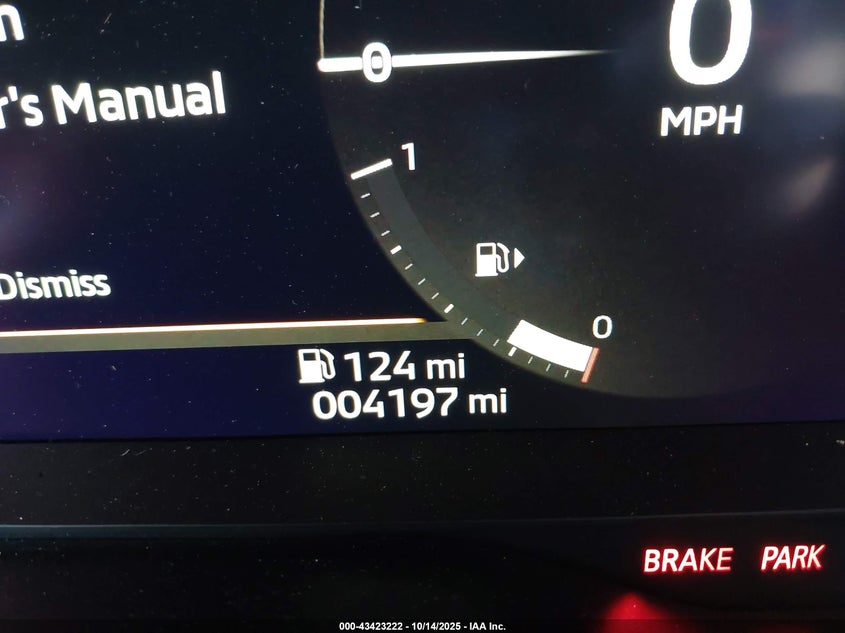 0
0
MPH
's Manual
1
Dismiss
0
124 mi
004197 mi
BRAKE PARK
000-43423222 - 10/14/2025 - IAA Inc.